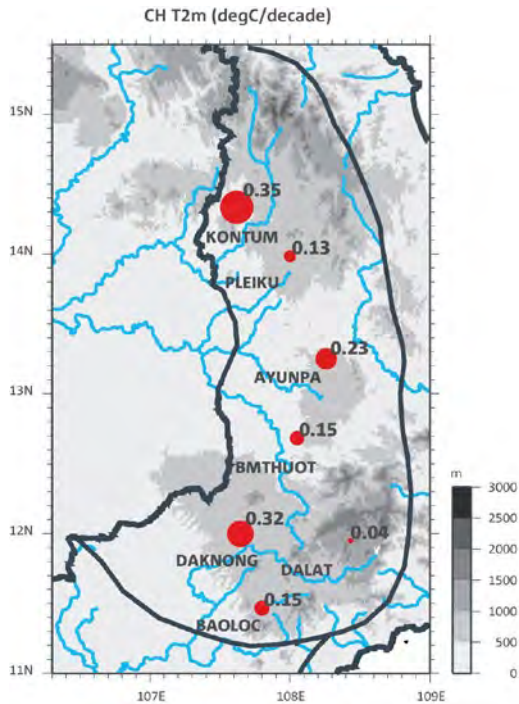 CH T2m (degC/decade)
15N
0.35
KONTUM
14N
0.13
PLEIKU
0.23
AYUNPA
13N
0.15
BMTHUOT
m
3000
2500
2000
1500
1000
500
0
0.32
12N
0.04
DAKNONG
DALAT
0.15
BAOLOC
11N
107E
108E
109E